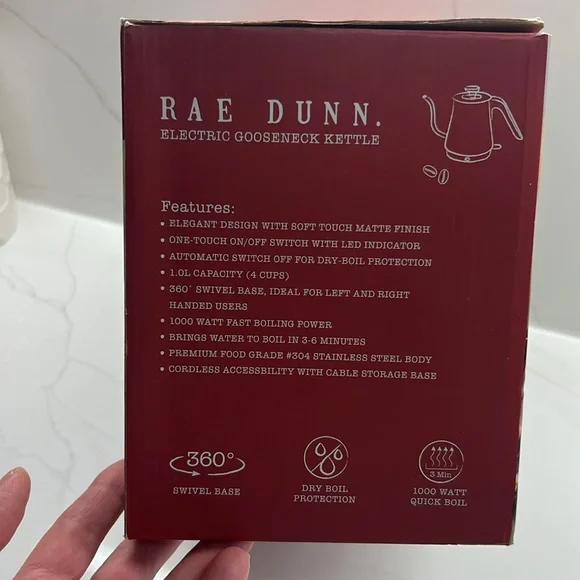 RAE DUNN.
ELECTRIC GOOSENECK KETTLE
Features:
• ELEGANT DESIGN WITH SOFT TOUCH MATTE FINISH
• ONE-TOUCH ON/OFF SWITCH WITH LED INDICATOR
• AUTOMATIC SWITCH OFF FOR DRY-BOIL PROTECTION
• 1.0L CAPACITY (4 CUPS)
• 360° SWIVEL BASE, IDEAL FOR LEFT AND RIGHT
HANDED USERS
• 1000 WATT FAST BOILING POWER
• BRINGS WATER TO BOIL IN 3-6 MINUTES
• PREMIUM FOOD GRADE #304 STAINLESS STEEL BODY
• CORDLESS ACCESSBILITY WITH CABLE STORAGE BASE
360°
SWIVEL BASE
DRY BOIL
PROTECTION
3 Min
1000 WATT
QUICK BOIL